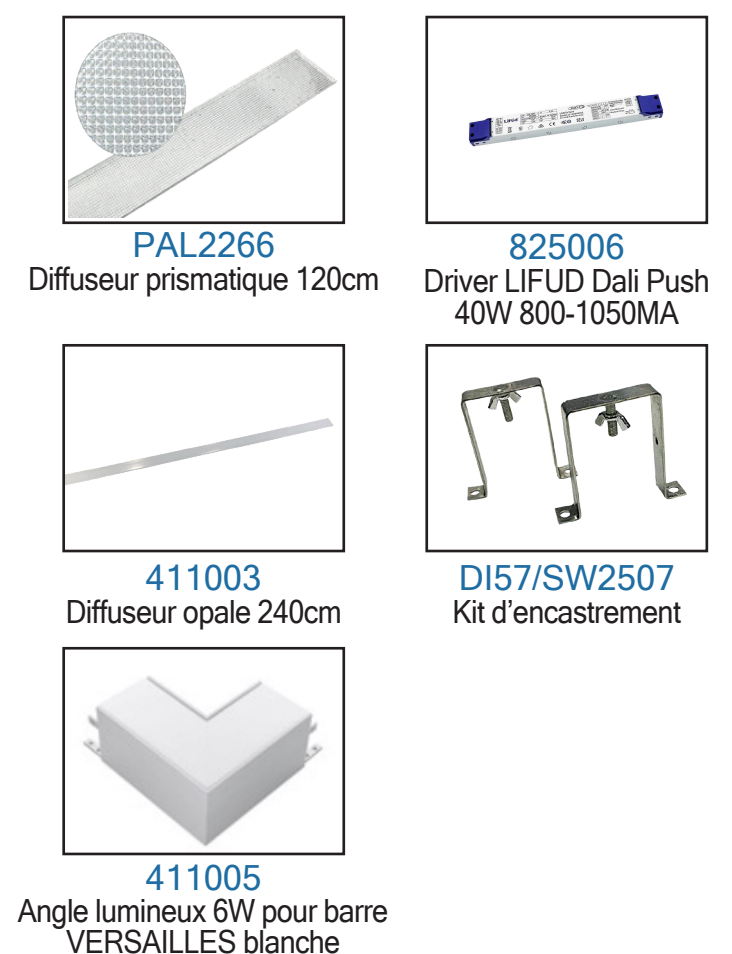 PAL2266
Diffuseur prismatique 120cm
LIFUD
825006
Driver LIFUD Dali Push
40W 800-1050MA
411003
Diffuseur opale 240cm
DI57/SW2507
Kit d'encastrement
411005
Angle lumineux 6W pour barre
VERSAILLES blanche